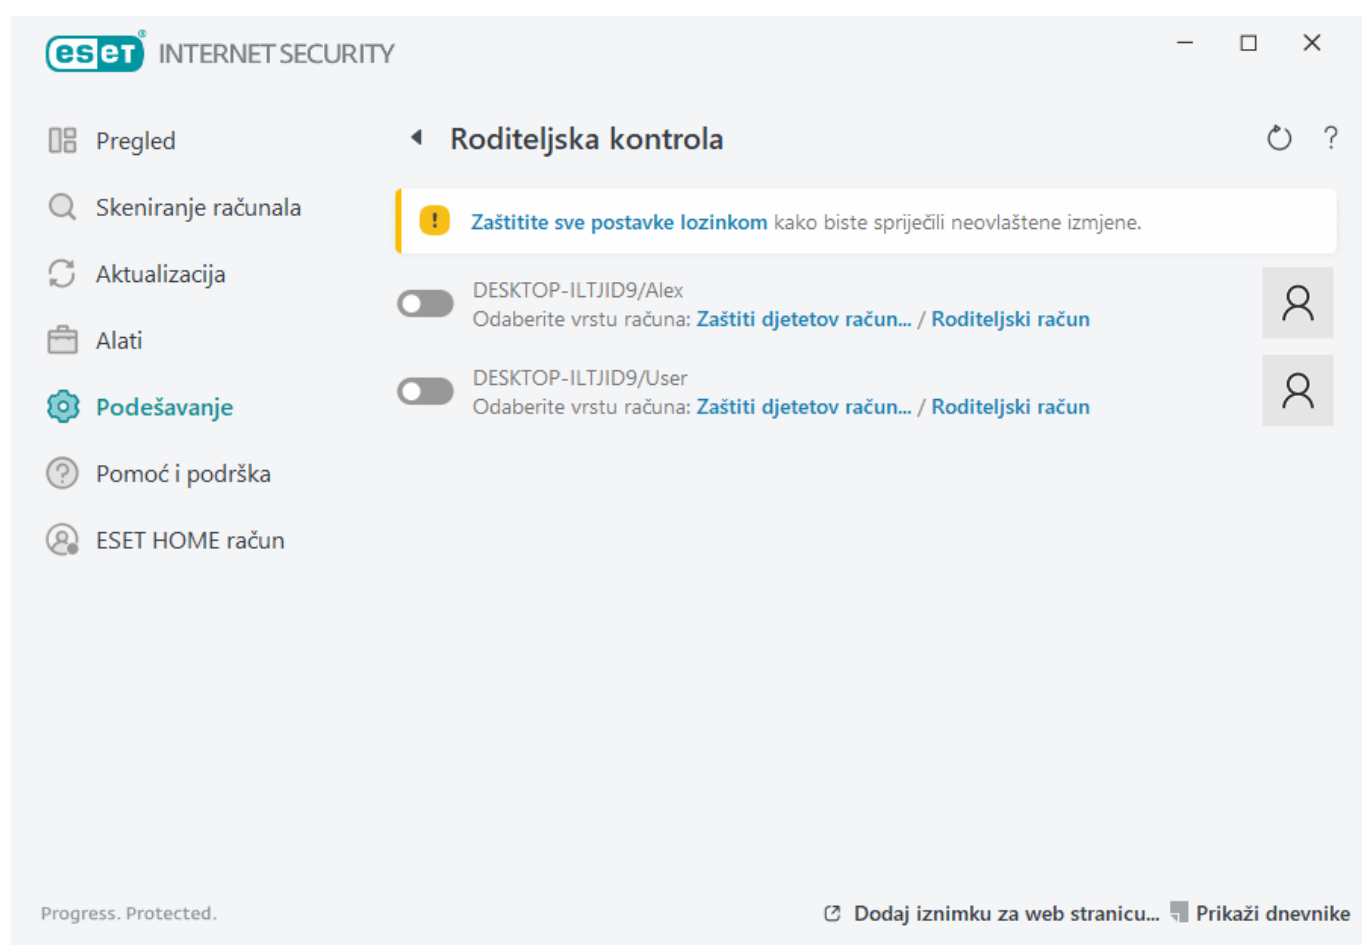 eset® INTERNET SECURITY
Pregled
Skeniranje računala
Aktualizacija
Alati
Podešavanje
Pomoć i podrška
ESET HOME račun
Roditeljska kontrola
?
Zaštitite sve postavke lozinkom kako biste spriječili neovlaštene izmjene.
DESKTOP-ILTJID9/Alex
Odaberite vrstu računa: Zaštiti djetetov račun... / Roditeljski račun
DESKTOP-ILTJID9/User
Odaberite vrstu računa: Zaštiti djetetov račun... / Roditeljski račun
Progress. Protected.
Dodaj iznimku za web stranicu... Prikaži dnevnike